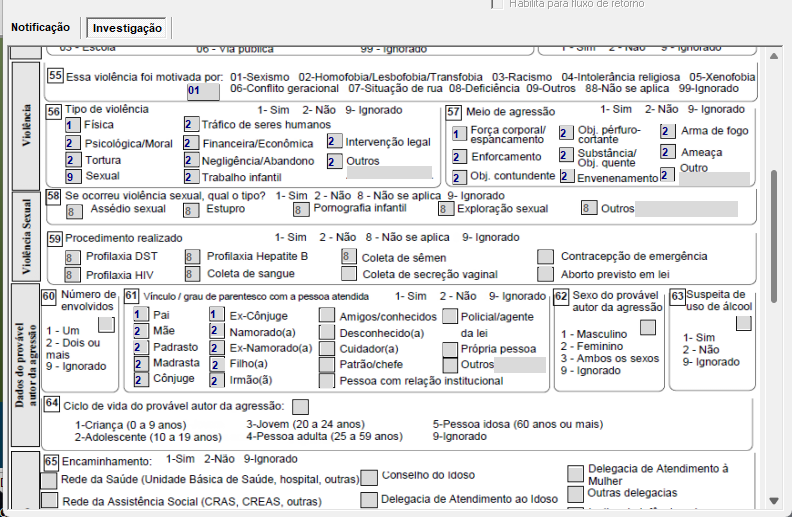 Habilita para fluxo de retorno
Notificação Investigação
03 - Escola 06 - Via pública 99 - Ignorado 1 - Sim 2 - Não 9 - Ignorado
Violência
55 Essa violência foi motivada por: 01-Sexismo 02-Homofobia/Lesbofobia/Transfobia 03-Racismo 04-Intolerância religiosa 05-Xenofobia
01 06-Conflito geracional 07-Situação de rua 08-Deficiência 09-Outros 88-Não se aplica 99-Ignorado
56 Tipo de violência 1- Sim 2- Não 9- Ignorado
1 Física 2 Tráfico de seres humanos
2 Psicológica/Moral 2 Financeira/Econômica 2 Intervenção legal
2 Tortura 2 Negligência/Abandono 2 Outros
9 Sexual 2 Trabalho infantil
57 Meio de agressão 1- Sim 2- Não 9- Ignorado
1 Força corporal/ espancamento 2 Obj. pérfuro-cortante 2 Arma de fogo
2 Enforcamento 2 Substância/ Obj. quente 2 Ameaça
2 Obj. contundente 2 Envenenamento 2 Outro
Violência Sexual
58 Se ocorreu violência sexual, qual o tipo? 1- Sim 2 - Não 8 - Não se aplica 9- Ignorado
8 Assédio sexual 8 Estupro 8 Pornografia infantil 8 Exploração sexual 8 Outros
59 Procedimento realizado 1- Sim 2 - Não 8 - Não se aplica 9- Ignorado
8 Profilaxia DST 8 Profilaxia Hepatite B 8 Coleta de sêmen Contracepção de emergência
8 Profilaxia HIV 8 Coleta de sangue Coleta de secreção vaginal Aborto previsto em lei
Dados do provável autor da agressão
60 Número de envolvidos
1 - Um
2 - Dois ou mais
9 - Ignorado
61 Vínculo / grau de parentesco com a pessoa atendida 1- Sim 2 - Não 9- Ignorado
1 Pai 1 Ex-Cônjuge Amigos/conhecidos Policial/agente da lei
2 Mãe 2 Namorado(a) Desconhecido(a)
2 Padrasto 2 Ex-Namorado(a) Cuidador(a) Própria pessoa
2 Madrasta 2 Filho(a) Patrão/chefe Outros
2 Cônjuge 2 Irmão(ã) Pessoa com relação institucional
62 Sexo do provável autor da agressão
1 - Masculino
2 - Feminino
3 - Ambos os sexos
9 - Ignorado
63 Suspeita de uso de álcool
1- Sim
2 - Não
9- Ignorado
64 Ciclo de vida do provável autor da agressão:
1-Criança (0 a 9 anos) 3-Jovem (20 a 24 anos) 5-Pessoa idosa (60 anos ou mais)
2-Adolescente (10 a 19 anos) 4-Pessoa adulta (25 a 59 anos) 9-Ignorado
65 Encaminhamento: 1-Sim 2-Não 9-Ignorado
Rede da Saúde (Unidade Básica de Saúde, hospital, outras) Conselho do Idoso Delegacia de Atendimento à Mulher
Rede da Assistência Social (CRAS, CREAS, outras) Delegacia de Atendimento ao Idoso Outras delegacias